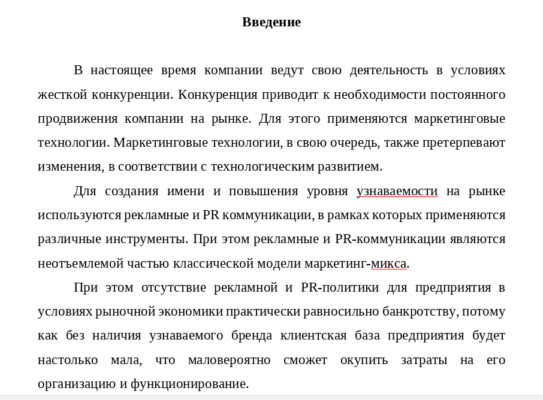 Введение
В настоящее время компании ведут свою деятельность в условиях
жесткой конкуренции. Конкуренция приводит к необходимости постоянного
продвижения компании на рынке. Для этого применяются маркетинговые
технологии. Маркетинговые технологии, в свою очередь, также претерпевают
изменения, в соответствии с технологическим развитием.
Для создания имени и повышения уровня узнаваемости на рынке
используются рекламные и PR коммуникации, в рамках которых применяются
различные инструменты. При этом рекламные и PR-коммуникации являются
неотъемлемой частью классической модели маркетинг-микса.
При этом отсутствие рекламной и PR-политики для предприятия в
условиях рыночной экономики практически равносильно банкротству, потому
как без наличия узнаваемого бренда клиентская база предприятия будет
настолько мала, что маловероятно сможет окупить затраты на его
организацию и функционирование.